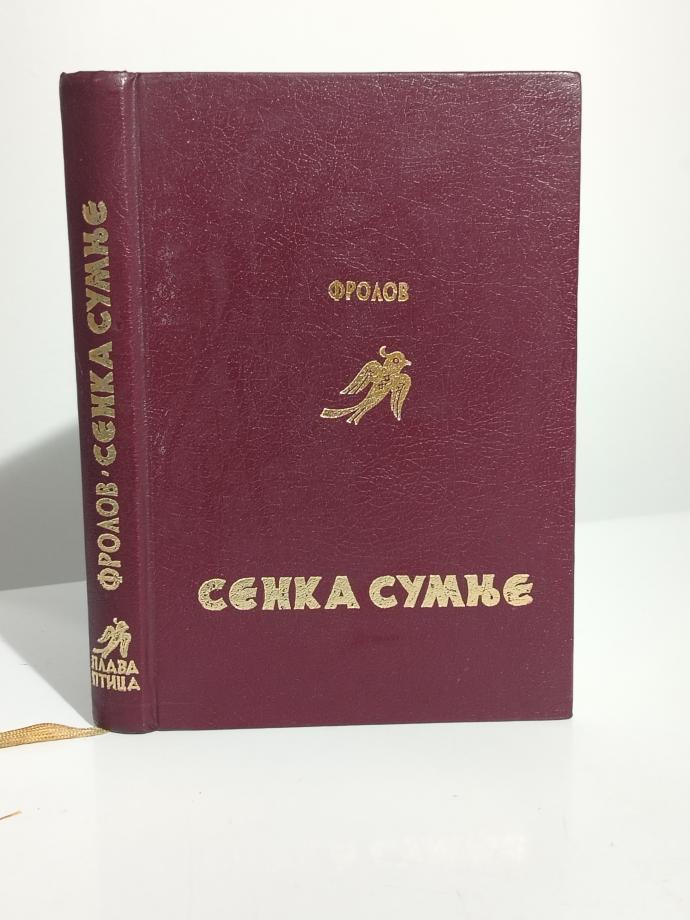 ФРОЛОВ
СЕНКА СУМЊЕ
ФРОЛОВ · СЕНКА СУМЊЕ
ПЛАВА
ПТИЦА